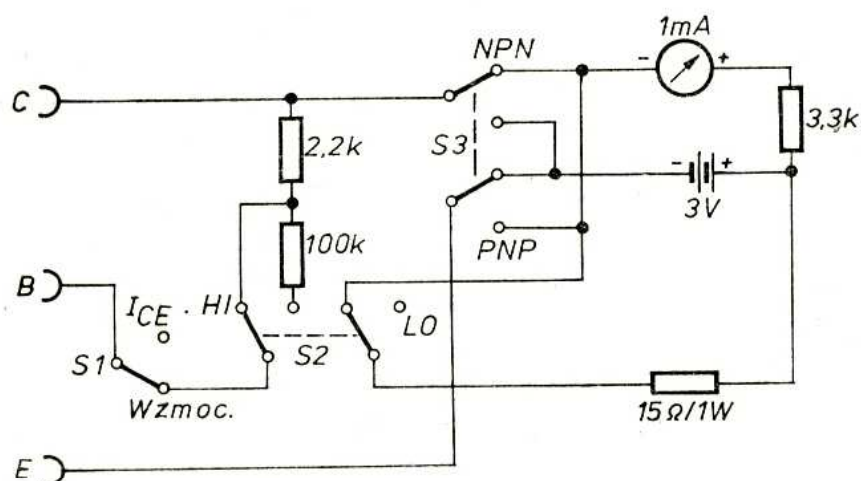 1mA
NPN
-
+
C
2,2k
S3
3,3k
-
+
3V
100k
PNP
B
ICE
HI
LO
S1
S2
Wzmoc.
15Ω/1W
E